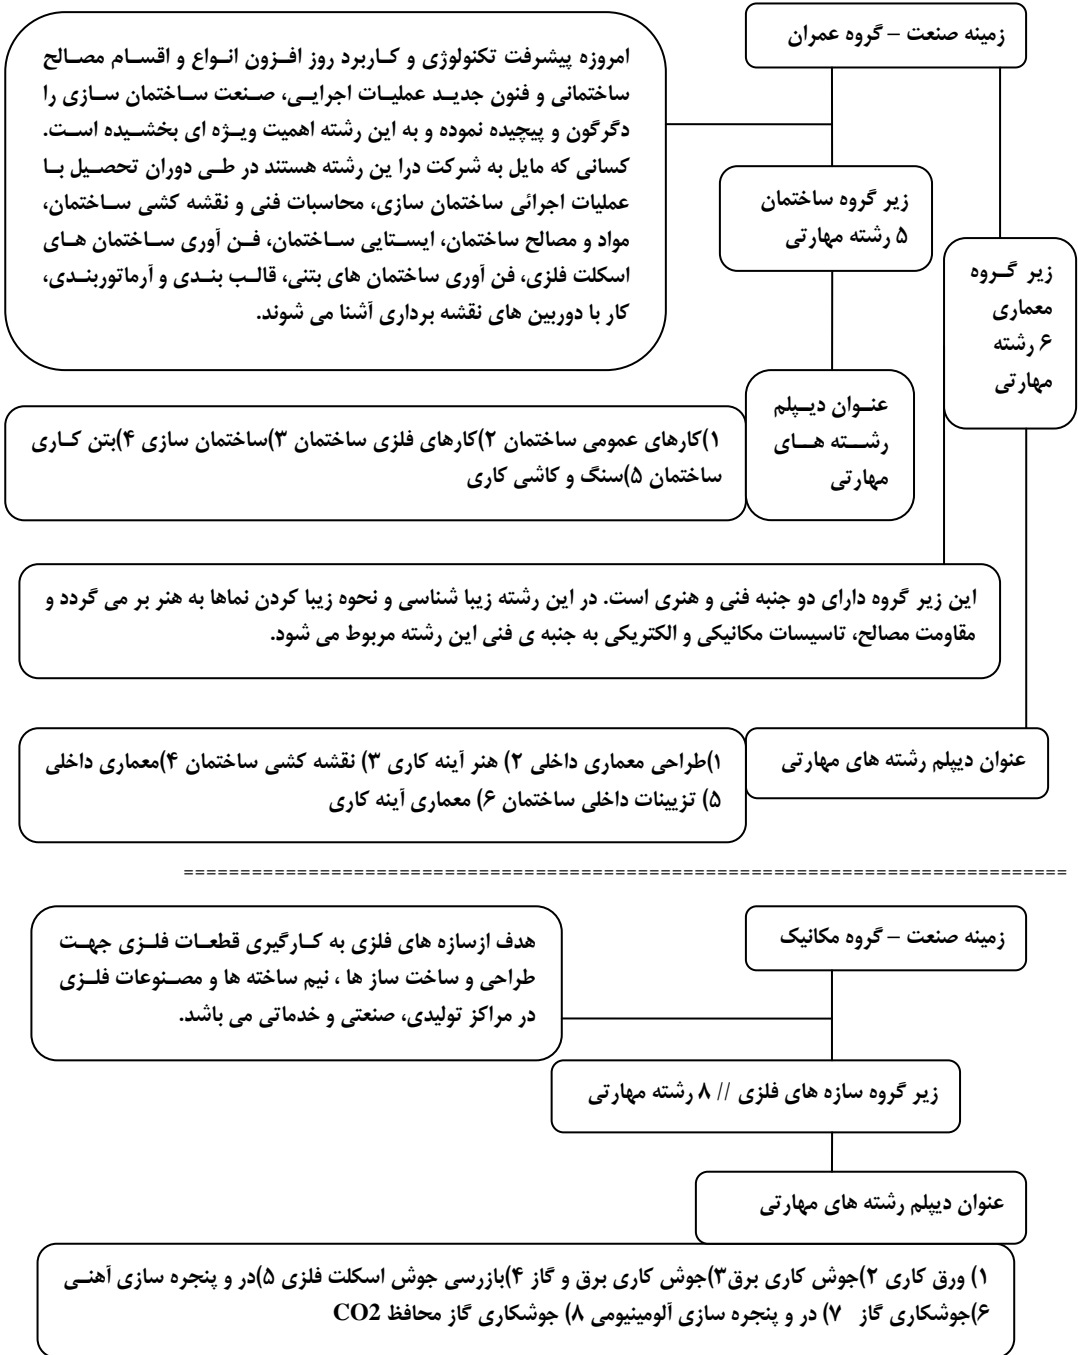 زمینه صنعت – گروه عمران
امروزه پیشرفت تکنولوژی و کاربرد روز افزون انواع و اقسام مصالح
ساختمانی و فنون جدید عملیات اجرایی، صنعت ساختمان سازی را
دگرگون و پیچیده نموده و به این رشته اهمیت ویژه ای بخشیده است.
کسانی که مایل به شرکت درا ین رشته هستند در طی دوران تحصیل با
عملیات اجرائی ساختمان سازی، محاسبات فنی و نقشه کشی ساختمان،
مواد و مصالح ساختمان، ایستایی ساختمان، فن آوری ساختمان های
اسکلت فلزی، فن آوری ساختمان های بتنی، قالب بندی و آرماتوربندی،
کار با دوربین های نقشه برداری آشنا می شوند.
زیر گروه ساختمان
۵ رشته مهارتی
زیر گروه
معماری
۶ رشته
مهارتی
عنوان دیپلم
رشته های
مهارتی
۱)کارهای عمومی ساختمان ۲)کارهای فلزی ساختمان ۳)ساختمان سازی ۴)بتن کاری
ساختمان ۵)سنگ و کاشی کاری
این زیر گروه دارای دو جنبه فنی و هنری است. در این رشته زیبا شناسی و نحوه زیبا کردن نماها به هنر بر می گردد و
مقاومت مصالح، تاسیسات مکانیکی و الکتریکی به جنبه ی فنی این رشته مربوط می شود.
عنوان دیپلم رشته های مهارتی
۱)طراحی معماری داخلی ۲) هنر آینه کاری ۳) نقشه کشی ساختمان ۴)معماری داخلی
۵) تزیینات داخلی ساختمان ۶) معماری آینه کاری
==============================================================================
زمینه صنعت – گروه مکانیک
هدف ازسازه های فلزی به کارگیری قطعات فلزی جهت
طراحی و ساخت ساز ها ، نیم ساخته ها و مصنوعات فلزی
در مراکز تولیدی، صنعتی و خدماتی می باشد.
زیر گروه سازه های فلزی // ۸ رشته مهارتی
عنوان دیپلم رشته های مهارتی
۱) ورق کاری ۲)جوش کاری برق۳)جوش کاری برق و گاز ۴)بازرسی جوش اسکلت فلزی ۵)در و پنجره سازی آهنی
۶)جوشکاری گاز ۷) در و پنجره سازی آلومینیومی ۸) جوشکاری گاز محافظ CO2